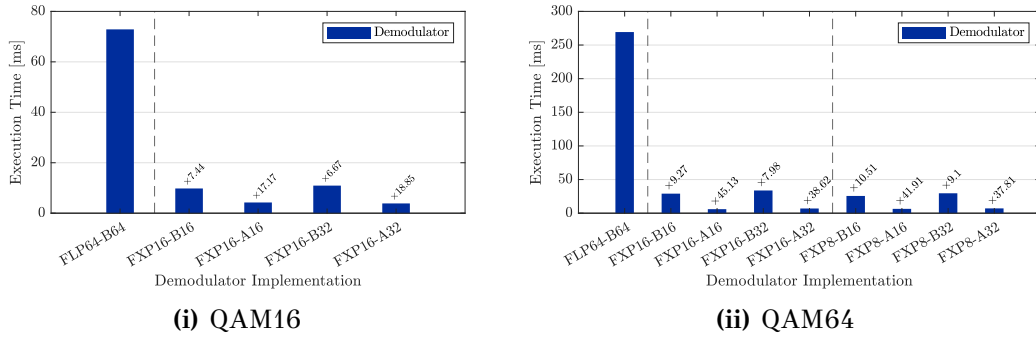 80
60
40
20
0
Execution Time [ms]
Demodulator
×7.44
×17.17
×6.67
×18.85
FLP64-B64
FXP16-B16
FXP16-A16
FXP16-B32
FXP16-A32
Demodulator Implementation
(i) QAM16
300
250
200
150
100
50
0
Execution Time [ms]
Demodulator
×9.27
×45.13
×7.98
×38.62
×10.51
×41.91
×9.1
×37.81
FLP64-B64
FXP16-B16
FXP16-A16
FXP16-B32
FXP16-A32
FXP8-B16
FXP8-A16
FXP8-B32
FXP8-A32
Demodulator Implementation
(ii) QAM64